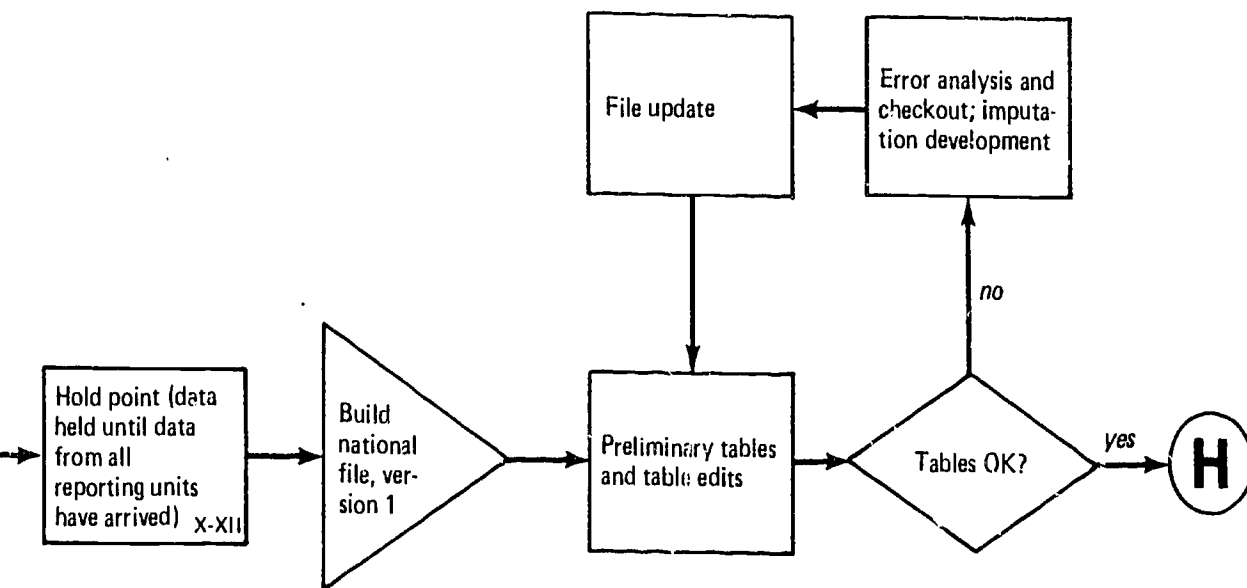 Hold point (data
held until data
from all
reporting units
have arrived) X-XII
Build
national
file, ver-
sion 1
File update
Preliminary tables
and table edits
Tables OK?
no
Error analysis and
checkout; imputa-
tion development
yes
H